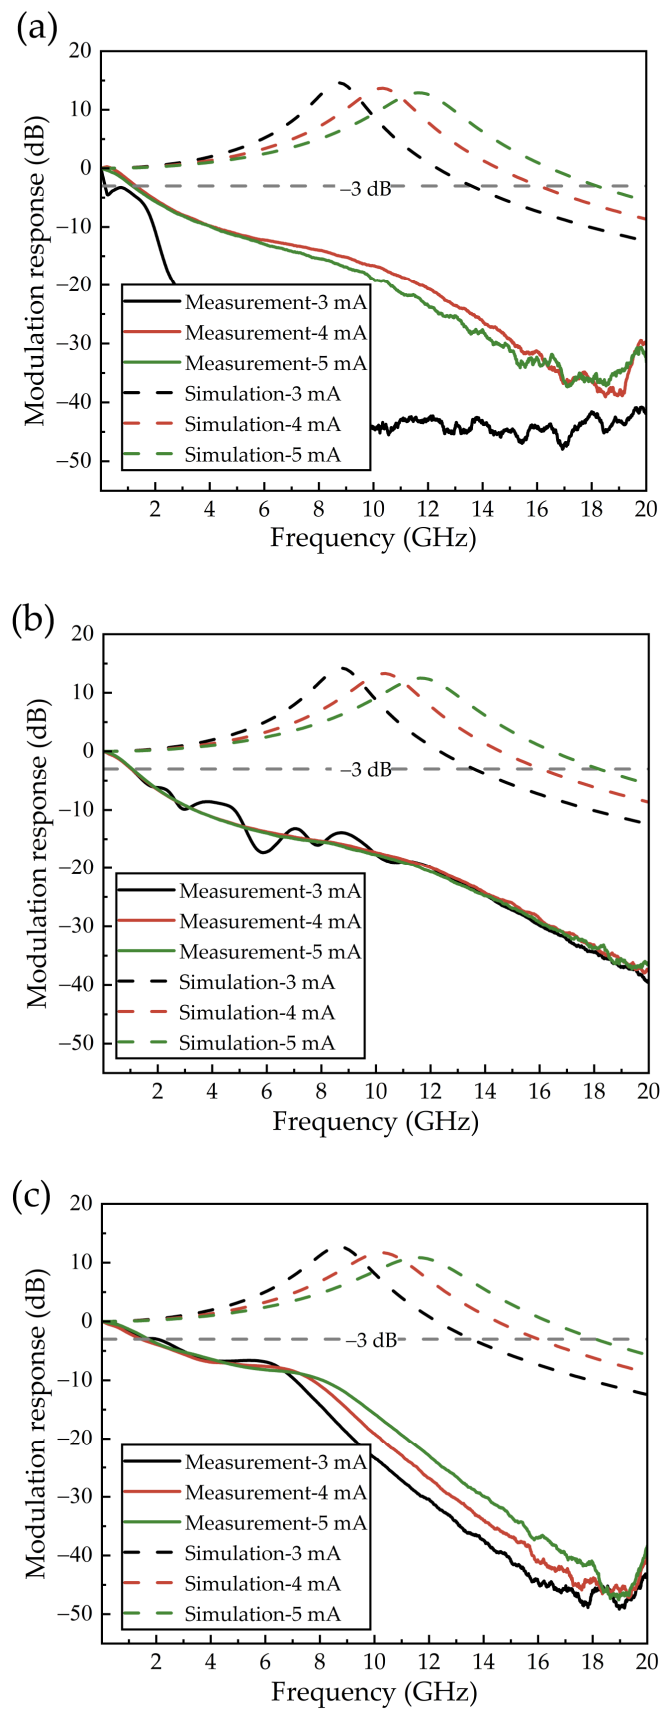 (a)
Modulation response (dB)
20
10
0
–10
–20
–30
–40
–50
–3 dB
Measurement-3 mA
Measurement-4 mA
Measurement-5 mA
Simulation-3 mA
Simulation-4 mA
Simulation-5 mA
2 4 6 8 10 12 14 16 18 20
Frequency (GHz)
(b)
Modulation response (dB)
20
10
0
–10
–20
–30
–40
–50
–3 dB
Measurement-3 mA
Measurement-4 mA
Measurement-5 mA
Simulation-3 mA
Simulation-4 mA
Simulation-5 mA
2 4 6 8 10 12 14 16 18 20
Frequency (GHz)
(c)
Modulation response (dB)
20
10
0
–10
–20
–30
–40
–50
–3 dB
Measurement-3 mA
Measurement-4 mA
Measurement-5 mA
Simulation-3 mA
Simulation-4 mA
Simulation-5 mA
2 4 6 8 10 12 14 16 18 20
Frequency (GHz)